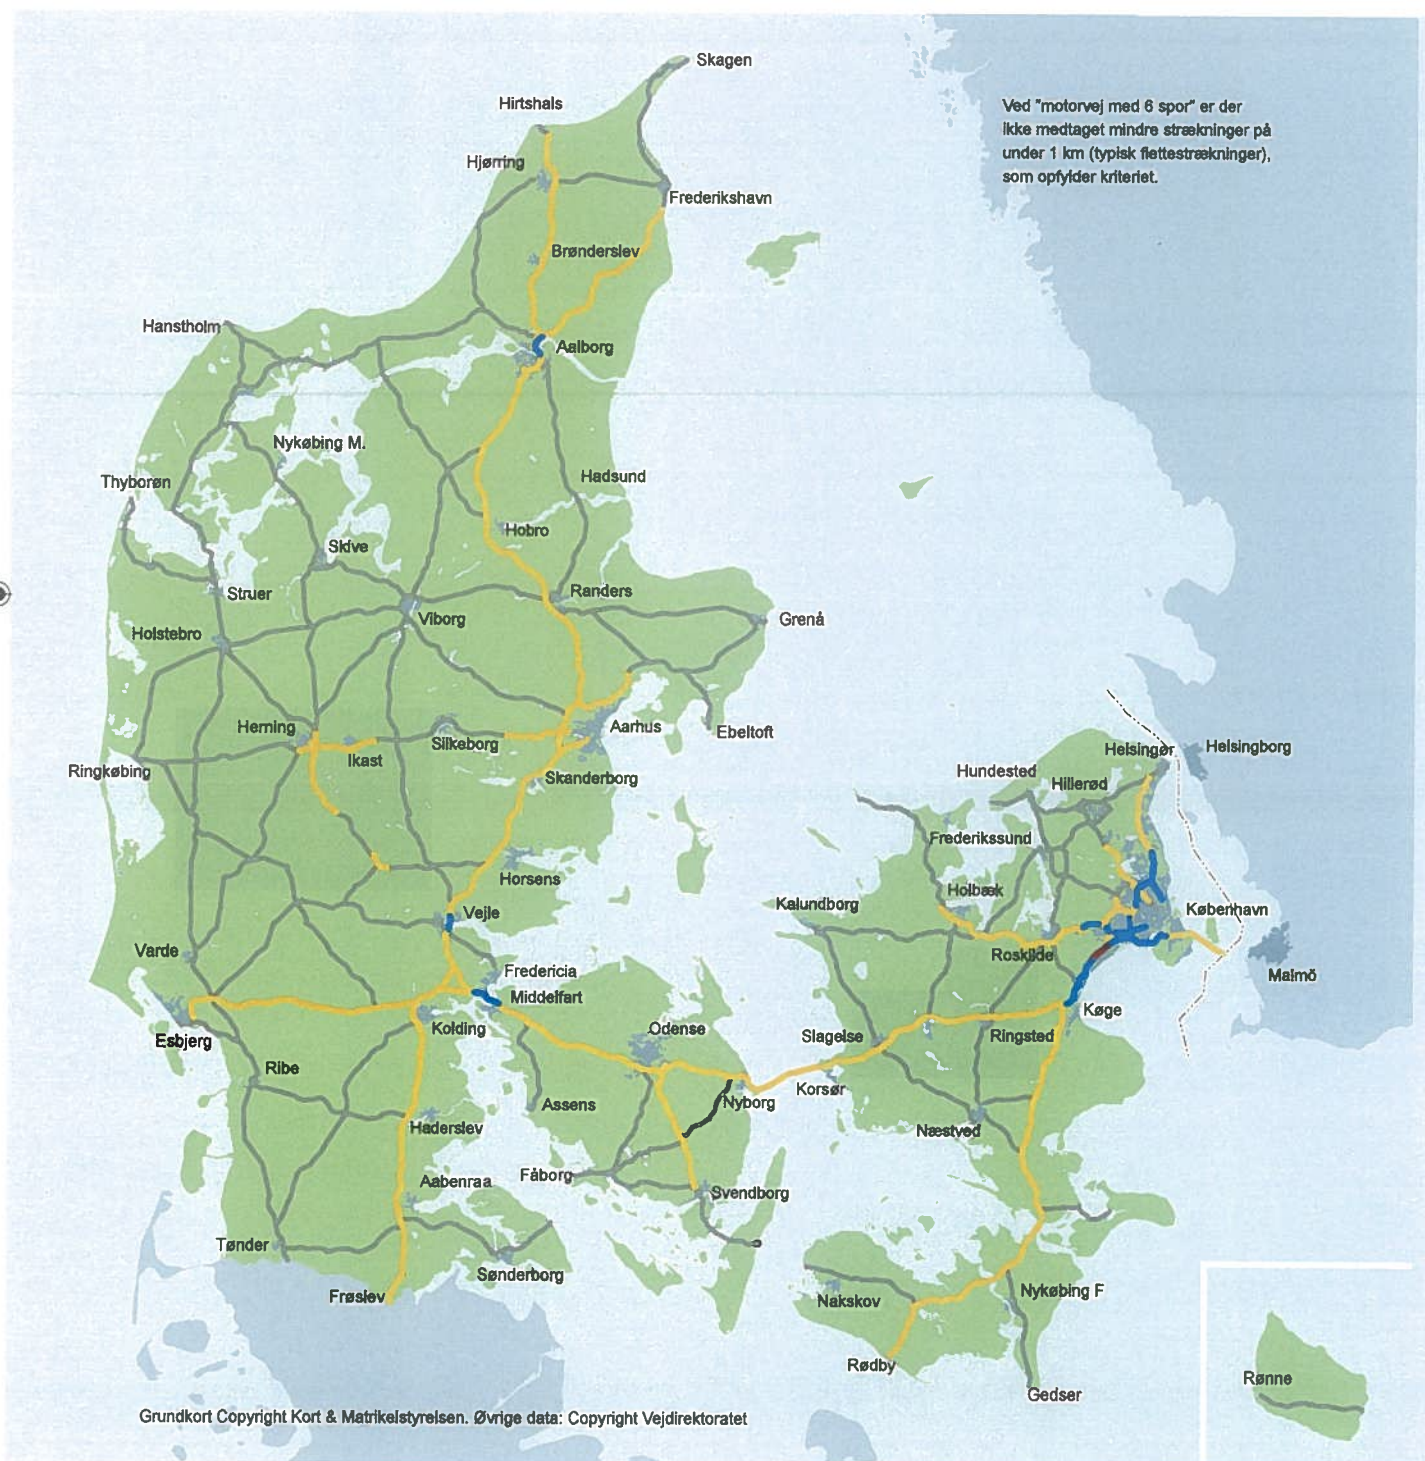 Skagen
Hirtshals
Ved "motorvej med 6 spor" er der
ikke medtaget mindre strækninger på
under 1 km (typisk flettestrækninger),
som opfylder kriteriet.
Hjørring
Frederikshavn
Brønderslev
Hanstholm
Aalborg
Nykøbing M.
Thyborøn
Hadsund
Hobro
Skive
Struer
Randers
Viborg
Grenå
Holstebro
Herning
Aarhus
Silkeborg
Ebeltoft
Ikast
Ringkøbing
Skanderborg
Helsingør
Helsingborg
Hundested
Hillerød
Frederikssund
Horsens
Holbæk
Kalundborg
København
Vejle
Varde
Roskilde
Fredericia
Malmö
Middelfart
Køge
Kolding
Odense
Slagelse
Ringsted
Esbjerg
Ribe
Korsør
Nyborg
Assens
Haderslev
Næstved
Fåborg
Aabenraa
Svendborg
Tønder
Sønderborg
Frøslev
Nakskov
Nykøbing F
Rødby
Rønne
Gedser
Grundkort Copyright Kort & Matrikelstyrelsen. Øvrige data: Copyright Vejdirektoratet